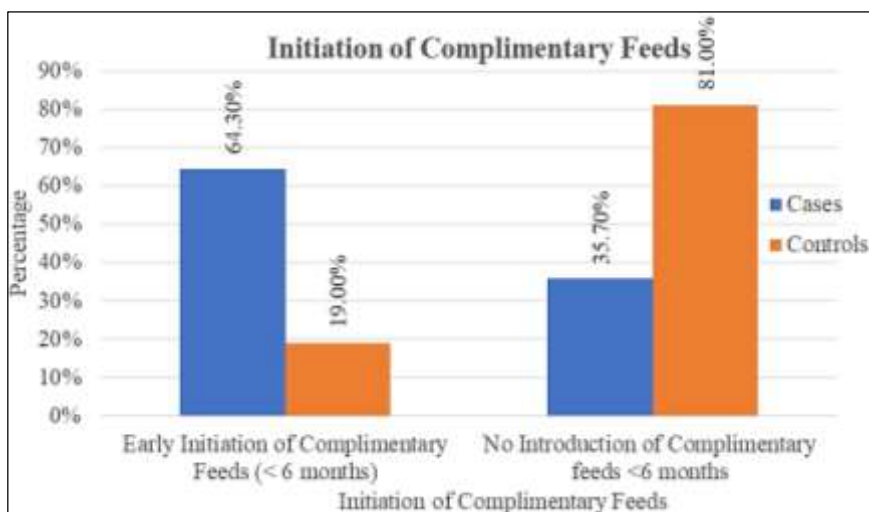 Initiation of Complimentary Feeds
90%
80%
70%
60%
50%
40%
30%
20%
10%
0%
Percentage
64.30%
19.00%
35.70%
81.00%
Cases
Controls
Early Initiation of Complimentary
Feeds (< 6 months)
No Introduction of Complimentary
feeds <6 months
Initiation of Complimentary Feeds